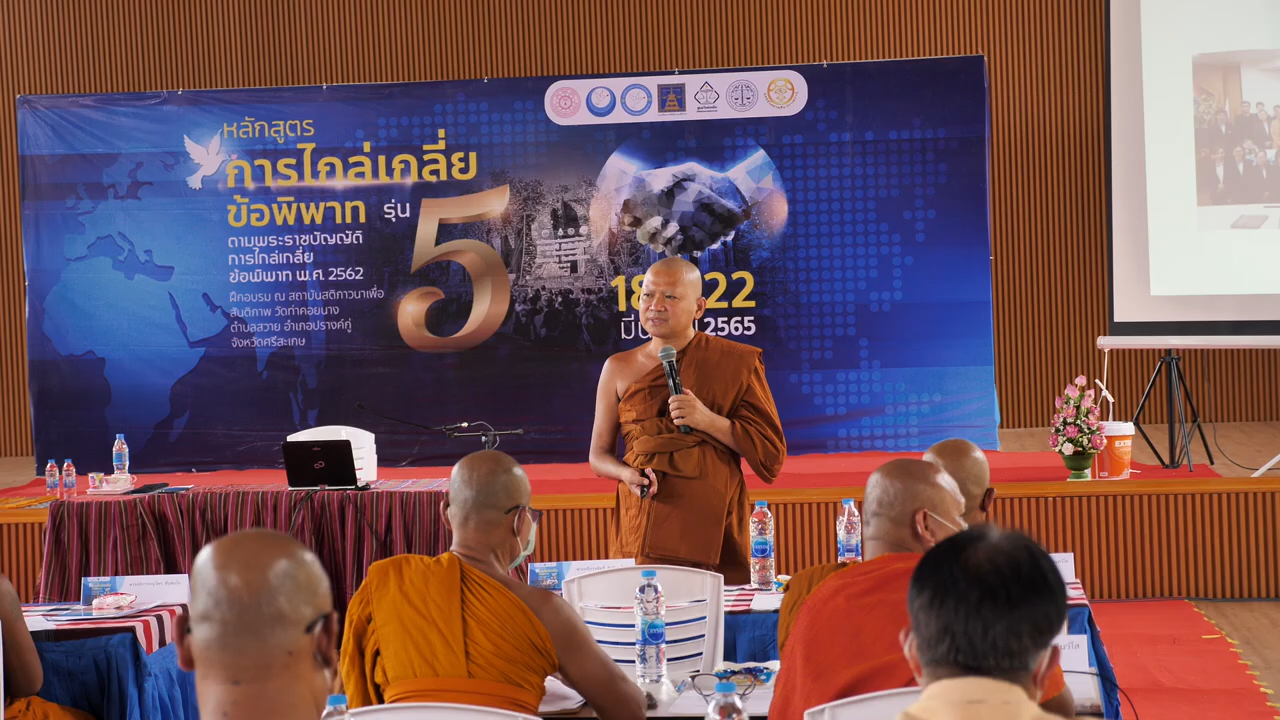 หลักสูตร
การไกล่เกลี่ย
ข้อพิพาท รุ่น 5
ตามพระราชบัญญัติ
การไกล่เกลี่ย
ข้อพิพาท พ.ศ. 2562
ฝึกอบรม ณ สถาบันสติภาวนาเพื่อ
สันติภาพ วัดท่าคอยนาง
ตำบลสวาย อำเภอปรางค์กู่
จังหวัดศรีสะเกษ
18 22
2565